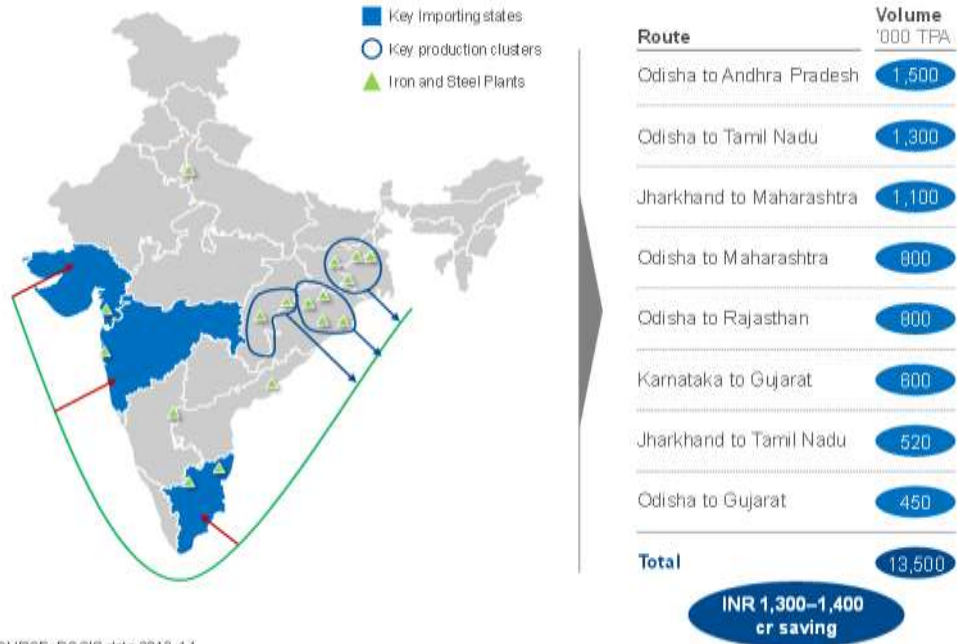 Key Importing states
Key production clusters
Iron and Steel Plants
Volume
Route '000 TPA
Odisha to Andhra Pradesh 1,500
Odisha to Tamil Nadu 1,300
Jharkhand to Maharashtra 1,100
Odisha to Maharashtra 800
Odisha to Rajasthan 800
Karnataka to Gujarat
Jharkhand to Tamil Nadu 520
Odisha to Gujarat 450
Total 13,500
INR 1,300–1,400
cr saving